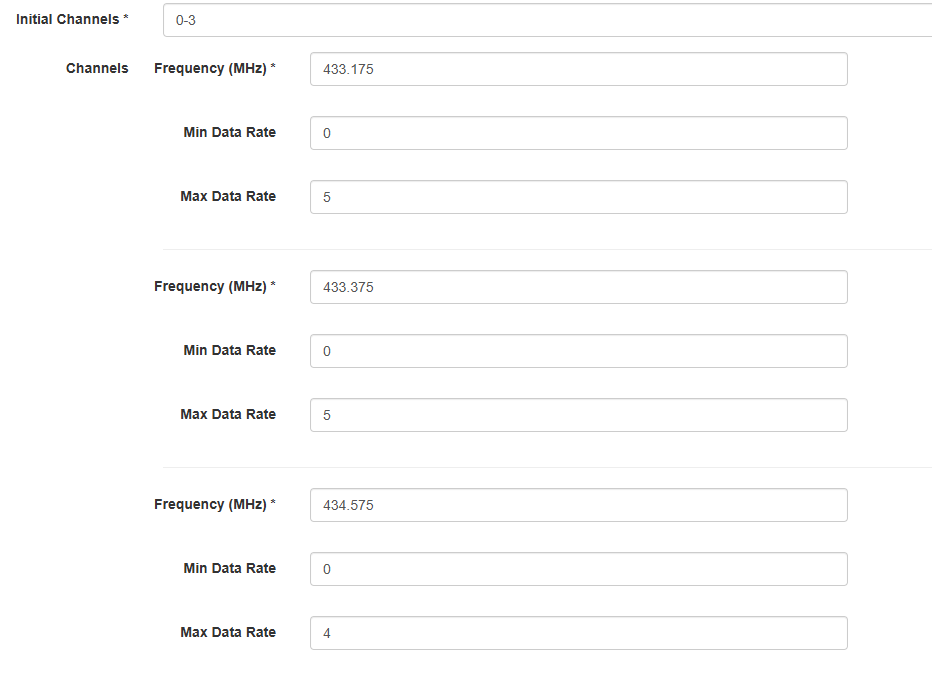 Initial Channels * 0-3
Channels Frequency (MHz) * 433.175
Min Data Rate 0
Max Data Rate 5
Frequency (MHz) * 433.375
Min Data Rate 0
Max Data Rate 5
Frequency (MHz) * 434.575
Min Data Rate 0
Max Data Rate 4